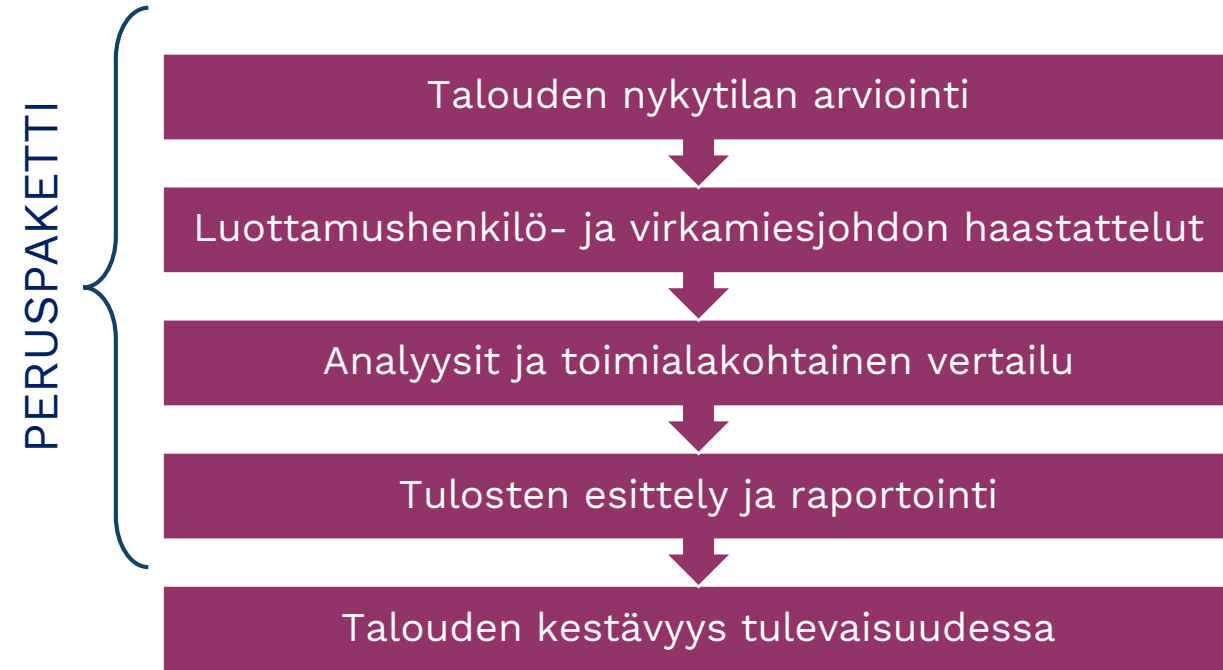 PERUSPAKETTI
Talouden nykytilan arviointi
Luottamushenkilö- ja virkamiesjohdon haastattelut
Analyysit ja toimialakohtainen vertailu
Tulosten esittely ja raportointi
Talouden kestävyys tulevaisuudessa